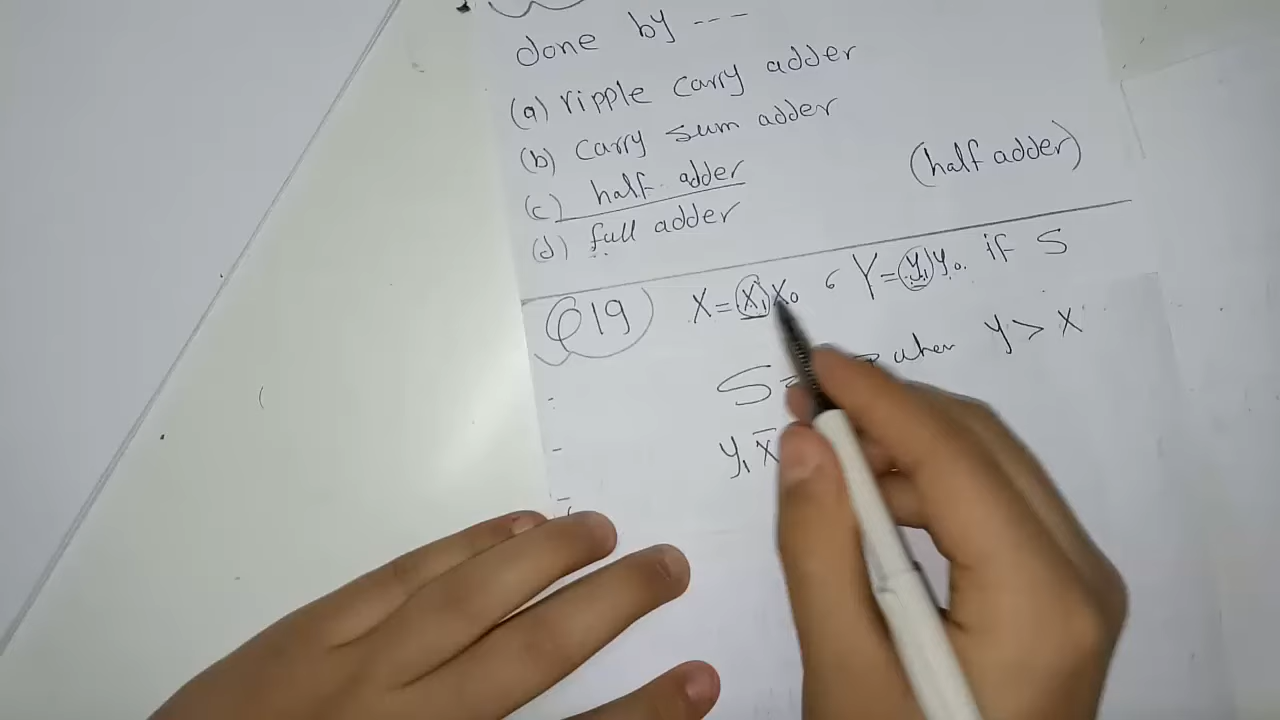 done by ---
(a) ripple carry adder
(b) carry sum adder
(c) half adder
(d) full adder
(half adder)
Q19 X = X₁X₀ , Y = y₁y₀ if S
S = when y > x
y₁ x̄